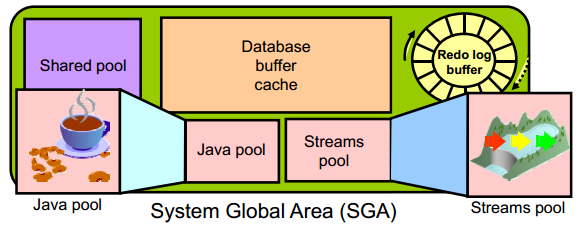 Shared pool
Database
buffer
cache
Redo log
buffer
Java pool
Streams
pool
Java pool
System Global Area (SGA)
Streams pool